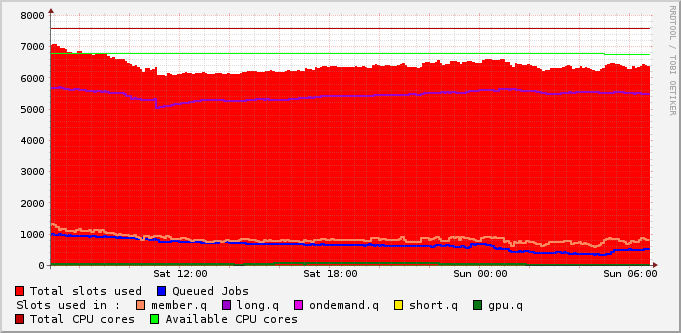 8000
7000
6000
5000
4000
3000
2000
1000
0
Sat 12:00 Sat 18:00 Sun 00:00 Sun 06:00
Total slots used Queued Jobs
Slots used in : member.q long.q ondemand.q short.q gpu.q
Total CPU cores Available CPU cores
RRDTOOL / TOBI OETIKER